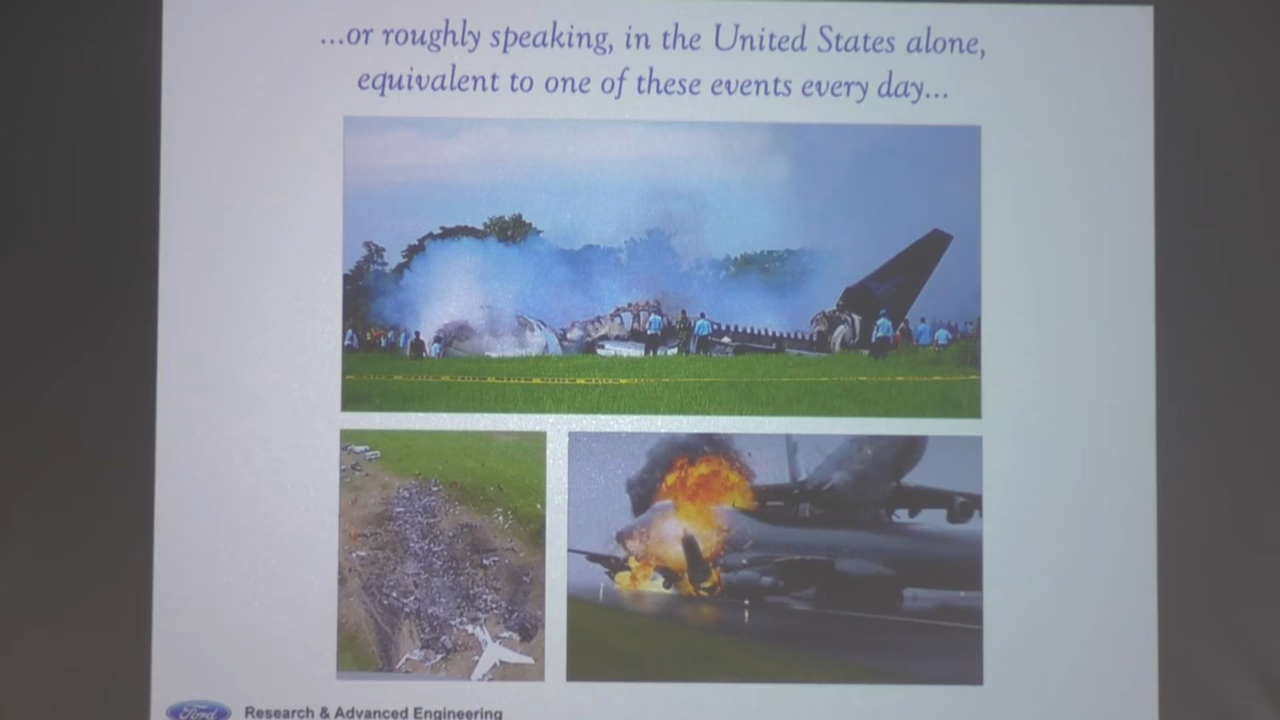 ...or roughly speaking, in the United States alone,
equivalent to one of these events every day...
Ford
Research & Advanced Engineering